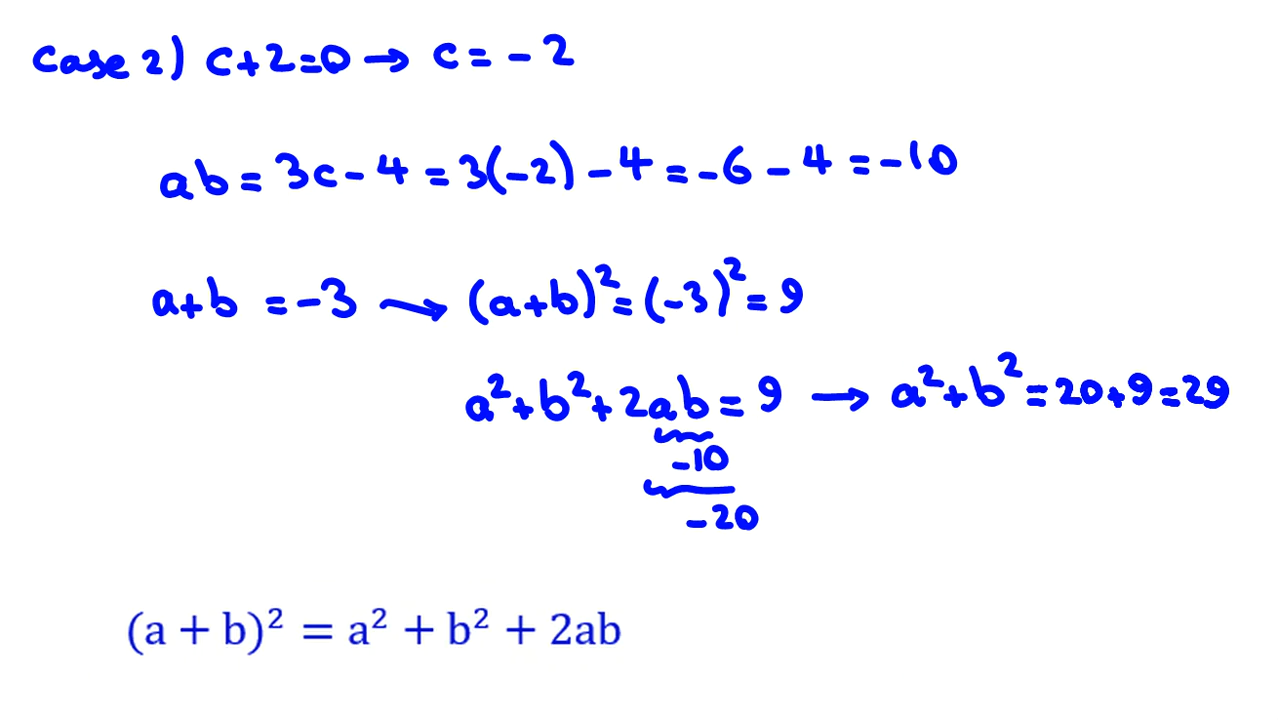 Case 2) c+2=0 → c = -2
ab = 3c - 4 = 3(-2) - 4 = -6 - 4 = -10
a+b = -3 → (a+b)² = (-3)² = 9
a²+b²+2ab = 9 → a²+b² = 20+9 = 29
-10
-20
(a + b)² = a² + b² + 2ab